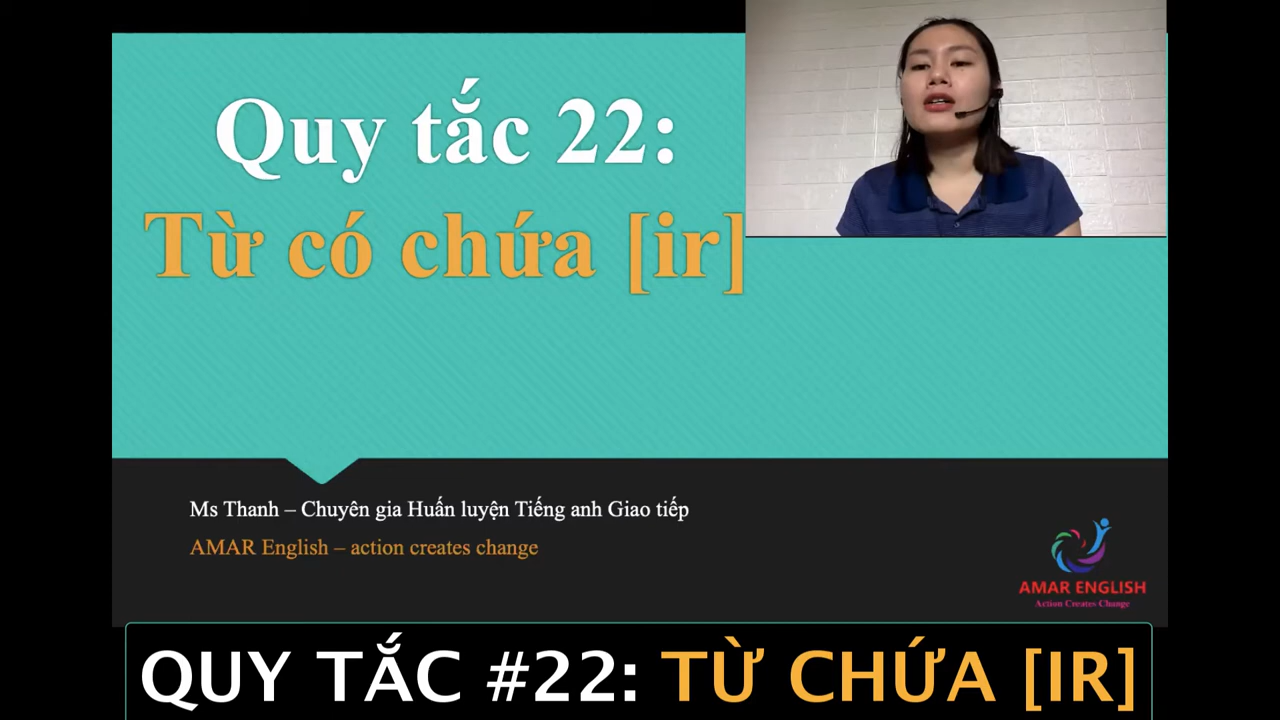 Quy tắc 22:
Từ có chứa [ir]
Ms Thanh – Chuyên gia Huấn luyện Tiếng anh Giao tiếp
AMAR English – action creates change
AMAR ENGLISH
Action Creates Change
QUY TẮC #22: TỪ CHỨA [IR]